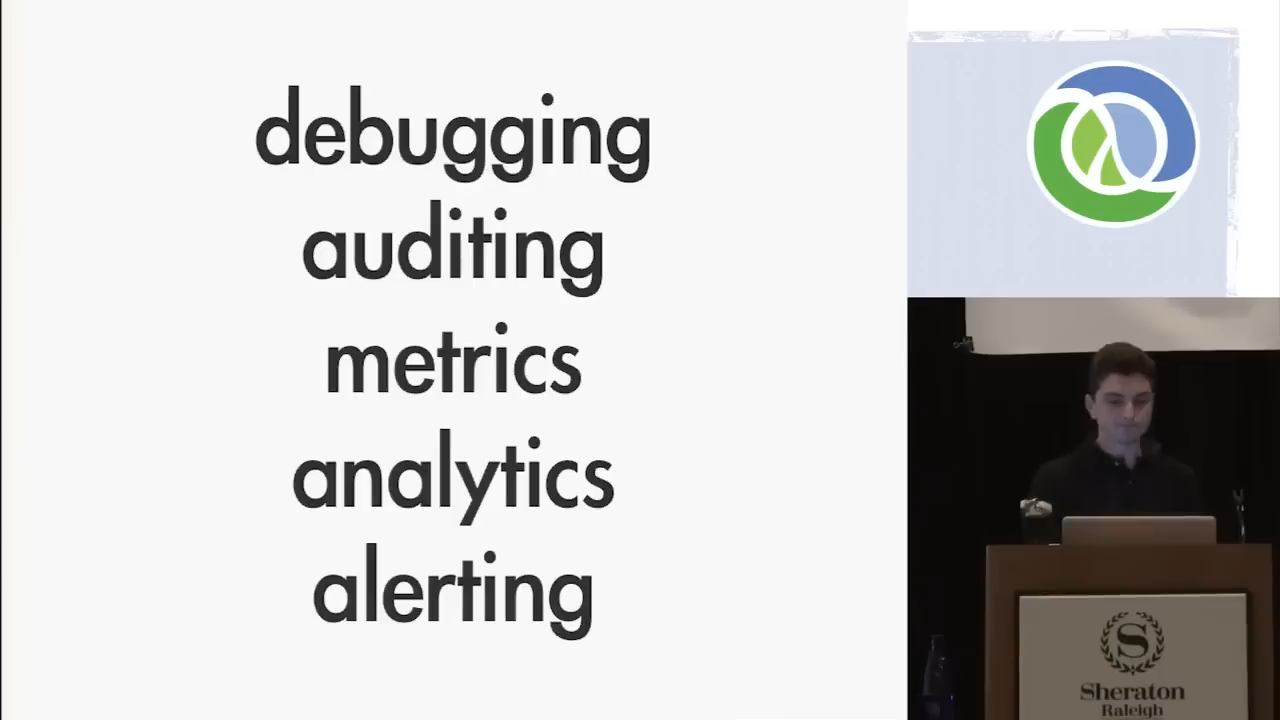 debugging
auditing
metrics
analytics
alerting
S
Sheraton
Raleigh